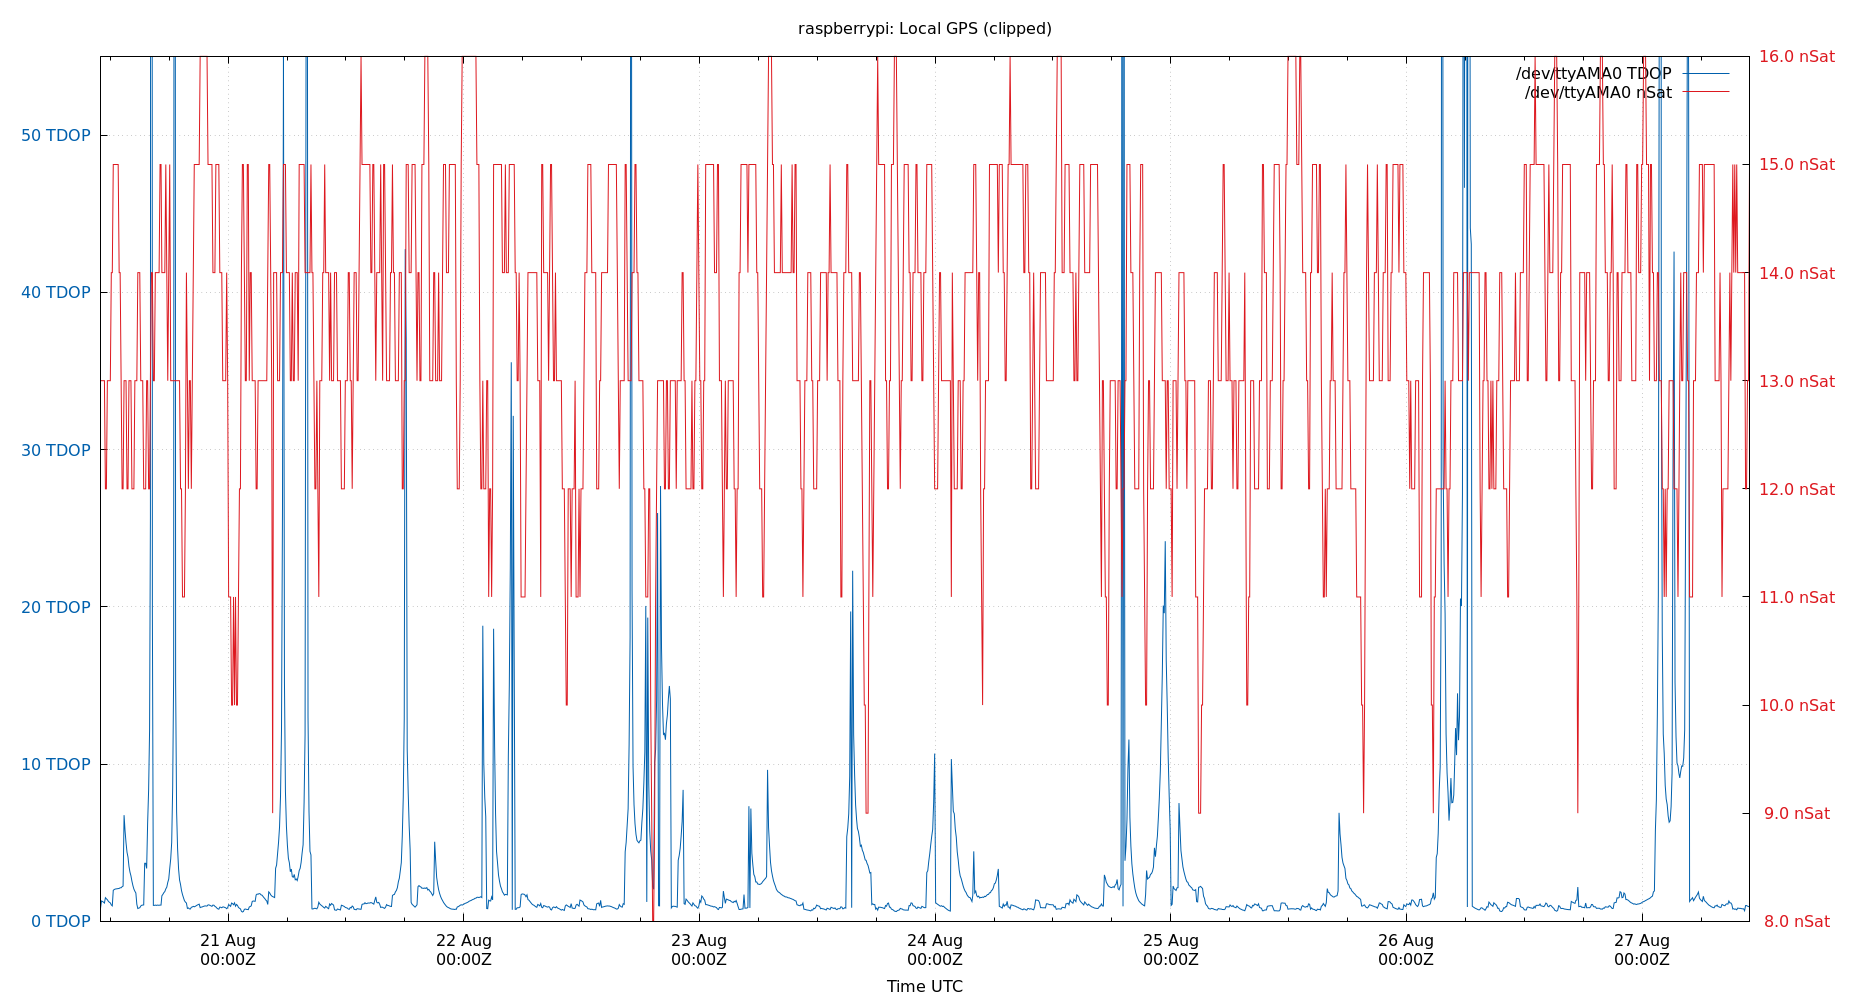 raspberrypi: Local GPS (clipped)
/dev/ttyAMA0 TDOP
/dev/ttyAMA0 nSat
50 TDOP
40 TDOP
30 TDOP
20 TDOP
10 TDOP
0 TDOP
16.0 nSat
15.0 nSat
14.0 nSat
13.0 nSat
12.0 nSat
11.0 nSat
10.0 nSat
9.0 nSat
8.0 nSat
21 Aug 22 Aug 23 Aug 24 Aug 25 Aug 26 Aug 27 Aug
00:00Z 00:00Z 00:00Z 00:00Z 00:00Z 00:00Z 00:00Z
Time UTC